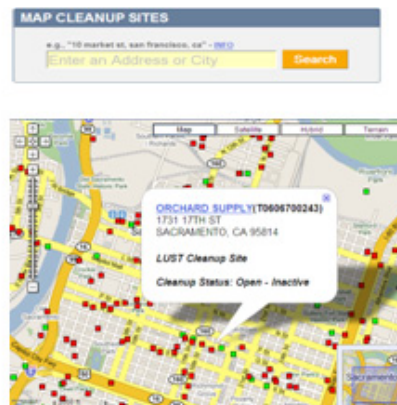 MAP CLEANUP SITES
e.g., "10 market st, san francisco, ca" - INFO
Enter an Address or City
Search
Map Satellite Hybrid Terrain
ORCHARD SUPPLY(T0606700243)
1731 17TH ST
SACRAMENTO, CA 95814
LUST Cleanup Site
Cleanup Status: Open - Inactive
Sacramento